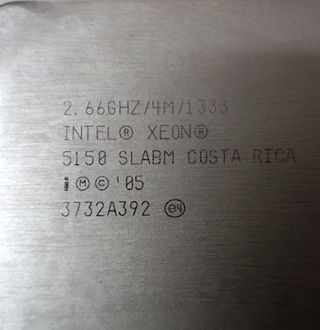 2.66GHZ/4M/1333
INTEL® XEON®
5150 SLABM COSTA RICA
i Ⓜ © '05
3732A392 e4